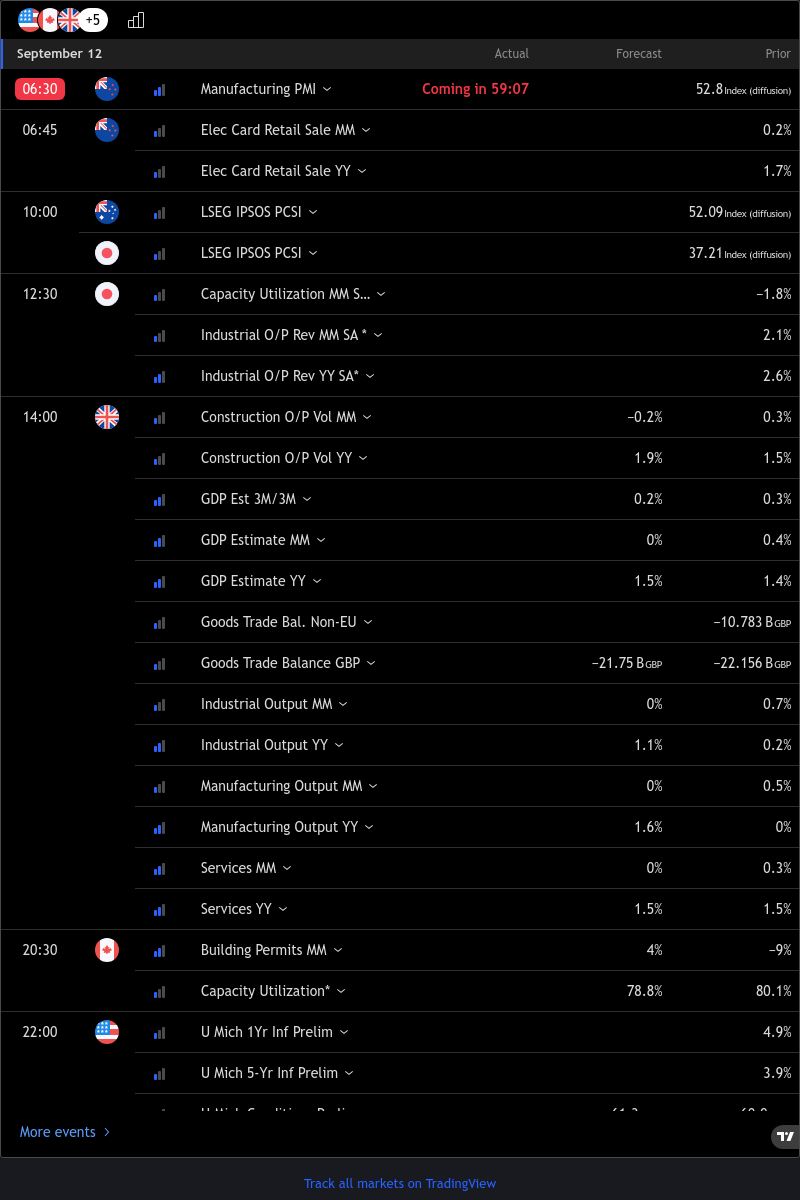 +5
September 12 Actual Forecast Prior
06:30 Manufacturing PMI Coming in 59:07 52.8 Index (diffusion)
06:45 Elec Card Retail Sale MM 0.2%
Elec Card Retail Sale YY 1.7%
10:00 LSEG IPSOS PCSI 52.09 Index (diffusion)
LSEG IPSOS PCSI 37.21 Index (diffusion)
12:30 Capacity Utilization MM S... −1.8%
Industrial O/P Rev MM SA * 2.1%
Industrial O/P Rev YY SA* 2.6%
14:00 Construction O/P Vol MM −0.2% 0.3%
Construction O/P Vol YY 1.9% 1.5%
GDP Est 3M/3M 0.2% 0.3%
GDP Estimate MM 0% 0.4%
GDP Estimate YY 1.5% 1.4%
Goods Trade Bal. Non-EU −10.783 B GBP
Goods Trade Balance GBP −21.75 B GBP −22.156 B GBP
Industrial Output MM 0% 0.7%
Industrial Output YY 1.1% 0.2%
Manufacturing Output MM 0% 0.5%
Manufacturing Output YY 1.6% 0%
Services MM 0% 0.3%
Services YY 1.5% 1.5%
20:30 Building Permits MM 4% −9%
Capacity Utilization* 78.8% 80.1%
22:00 U Mich 1Yr Inf Prelim 4.9%
U Mich 5-Yr Inf Prelim 3.9%
More events
Track all markets on TradingView